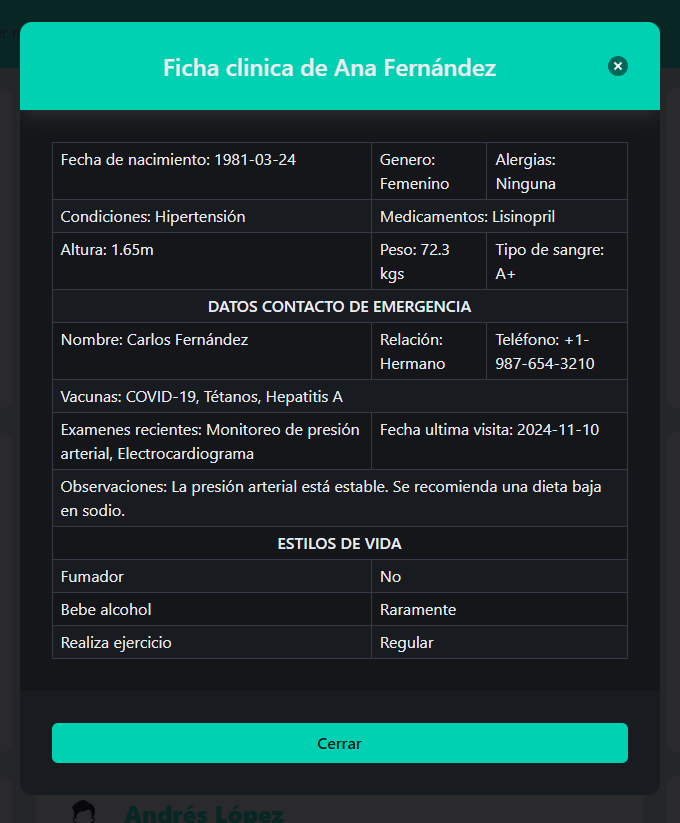 Ficha clinica de Ana Fernández
Fecha de nacimiento: 1981-03-24
Genero:
Femenino
Alergias:
Ninguna
Condiciones: Hipertensión
Medicamentos: Lisinopril
Altura: 1.65m
Peso: 72.3
kgs
Tipo de sangre:
A+
DATOS CONTACTO DE EMERGENCIA
Nombre: Carlos Fernández
Relación:
Hermano
Teléfono: +1-
987-654-3210
Vacunas: COVID-19, Tétanos, Hepatitis A
Examenes recientes: Monitoreo de presión
arterial, Electrocardiograma
Fecha ultima visita: 2024-11-10
Observaciones: La presión arterial está estable. Se recomienda una dieta baja
en sodio.
ESTILOS DE VIDA
Fumador
No
Bebe alcohol
Raramente
Realiza ejercicio
Regular
Cerrar
Andrés López